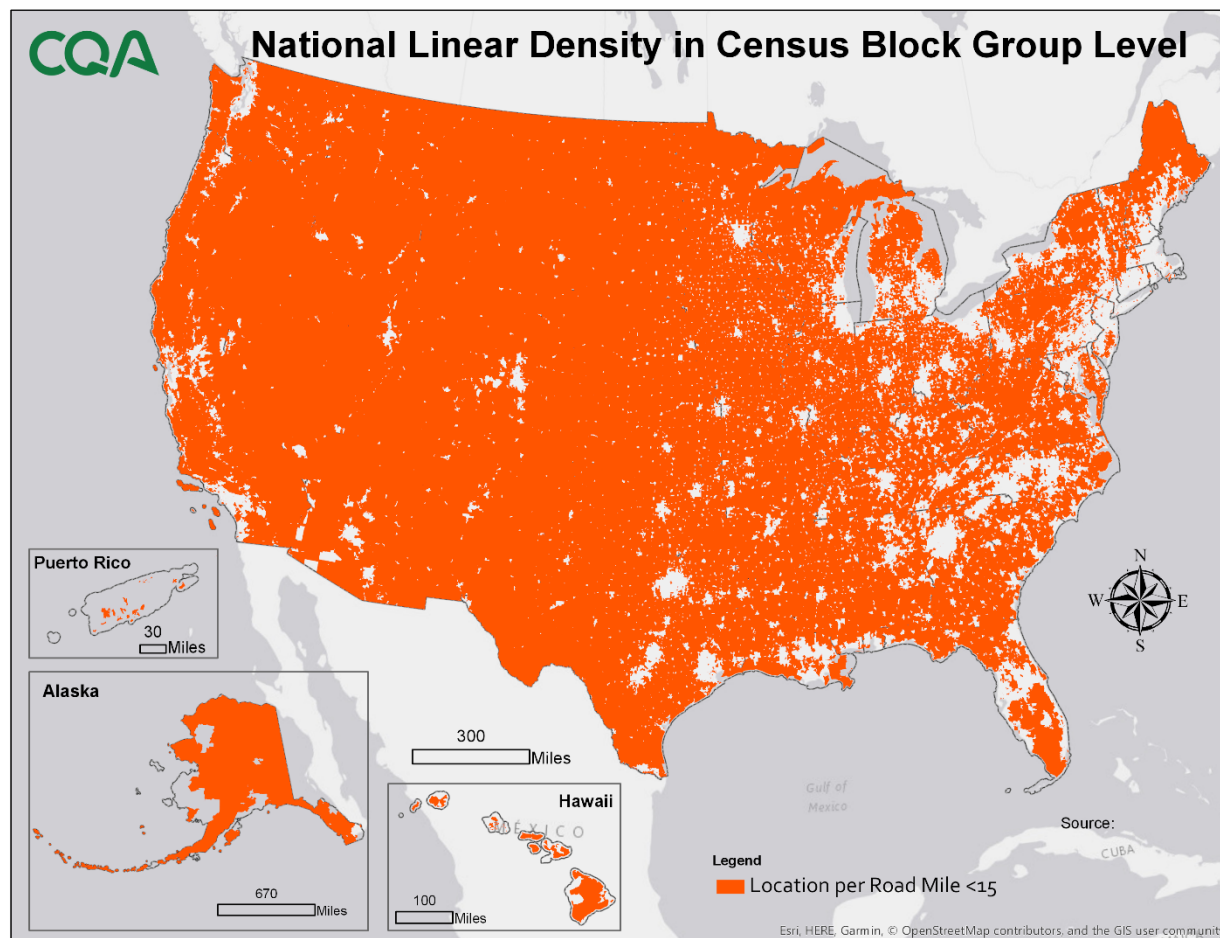 CQA
National Linear Density in Census Block Group Level
Puerto Rico
30
Miles
Alaska
670
Miles
300
Miles
Hawaii
MÉXICO
100
Miles
N
W E
S
Gulf of
Mexico
Source:
CUBA
Legend
Location per Road Mile <15
Esri, HERE, Garmin, © OpenStreetMap contributors, and the GIS user communit